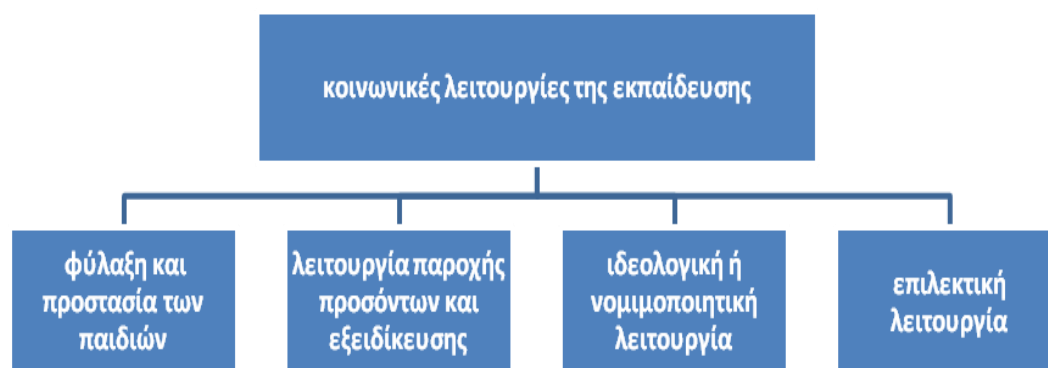 κοινωνικές λειτουργίες της εκπαίδευσης
φύλαξη και
προστασία των
παιδιών
λειτουργία παροχής
προσόντων και
εξειδίκευσης
ιδεολογική ή
νομιμοποιητική
λειτουργία
επιλεκτική
λειτουργία